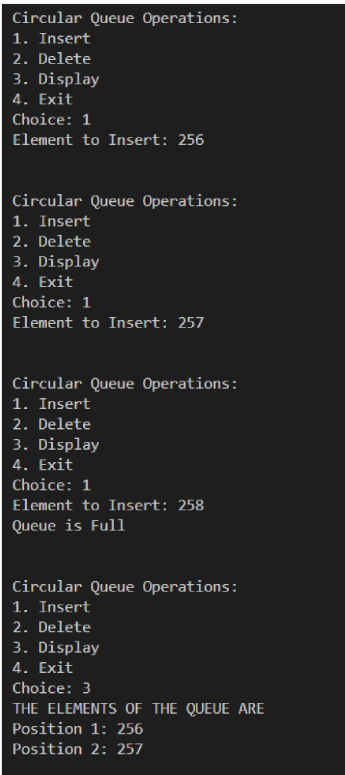 Circular Queue Operations:
1. Insert
2. Delete
3. Display
4. Exit
Choice: 1
Element to Insert: 256
Circular Queue Operations:
1. Insert
2. Delete
3. Display
4. Exit
Choice: 1
Element to Insert: 257
Circular Queue Operations:
1. Insert
2. Delete
3. Display
4. Exit
Choice: 1
Element to Insert: 258
Queue is Full
Circular Queue Operations:
1. Insert
2. Delete
3. Display
4. Exit
Choice: 3
THE ELEMENTS OF THE QUEUE ARE
Position 1: 256
Position 2: 257